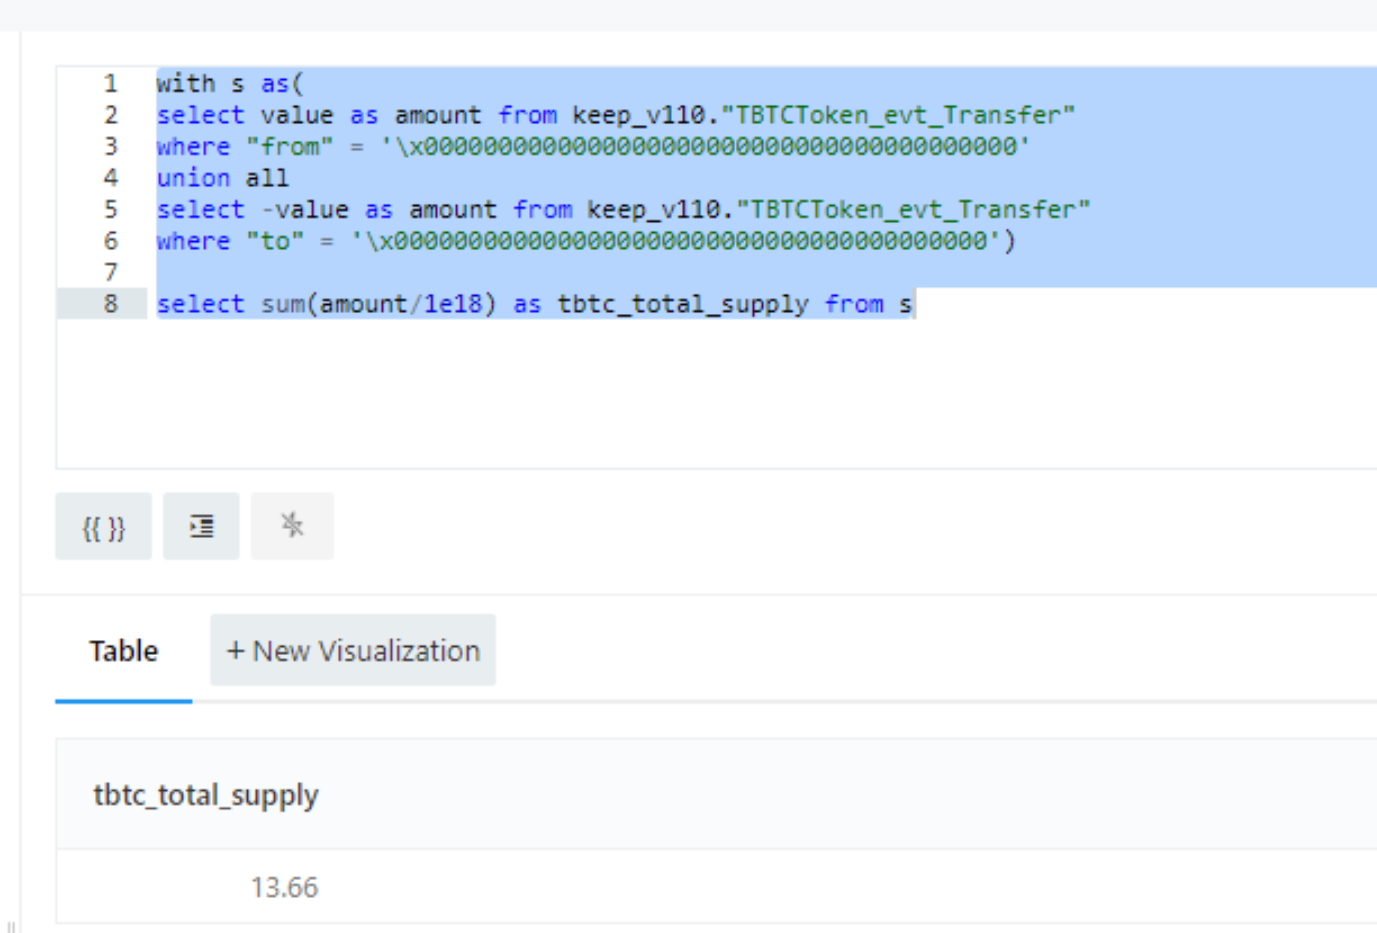 1 with s as(
2 select value as amount from keep_v110."TBTCToken_evt_Transfer"
3 where "from" = '\x0000000000000000000000000000000000000000'
4 union all
5 select -value as amount from keep_v110."TBTCToken_evt_Transfer"
6 where "to" = '\x0000000000000000000000000000000000000000')
7
8 select sum(amount/1e18) as tbtc_total_supply from s
{{ }}
Table + New Visualization
tbtc_total_supply
13.66